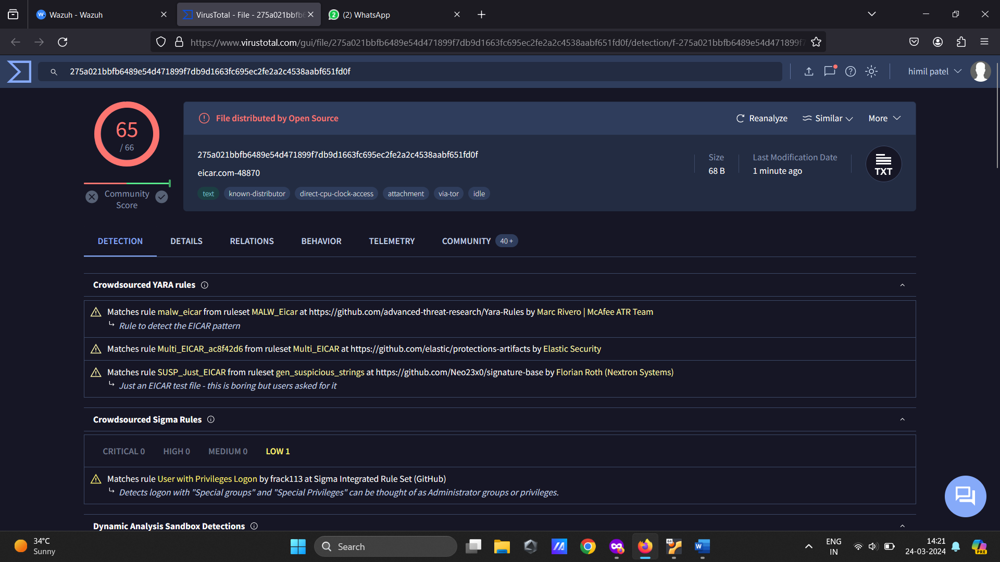 Wazuh - Wazuh
VirusTotal - File - 275a021bbfb6
(2) WhatsApp
https://www.virustotal.com/gui/file/275a021bbfb6489e54d471899f7db9d1663fc695ec2fe2a2c4538aabf651fd0f/detection/f-275a021bbfb6489e54d471899f7
275a021bbfb6489e54d471899f7db9d1663fc695ec2fe2a2c4538aabf651fd0f
himil patel
65
/ 66
Community
Score
File distributed by Open Source
Reanalyze
Similar
More
275a021bbfb6489e54d471899f7db9d1663fc695ec2fe2a2c4538aabf651fd0f
eicar.com-48870
text
known-distributor
direct-cpu-clock-access
attachment
via-tor
idle
Size
68 B
Last Modification Date
1 minute ago
TXT
DETECTION
DETAILS
RELATIONS
BEHAVIOR
TELEMETRY
COMMUNITY 40+
Crowdsourced YARA rules
Matches rule malw_eicar from ruleset MALW_Eicar at https://github.com/advanced-threat-research/Yara-Rules by Marc Rivero | McAfee ATR Team
Rule to detect the EICAR pattern
Matches rule Multi_EICAR_ac8f42d6 from ruleset Multi_EICAR at https://github.com/elastic/protections-artifacts by Elastic Security
Matches rule SUSP_Just_EICAR from ruleset gen_suspicious_strings at https://github.com/Neo23x0/signature-base by Florian Roth (Nextron Systems)
Just an EICAR test file - this is boring but users asked for it
Crowdsourced Sigma Rules
CRITICAL 0
HIGH 0
MEDIUM 0
LOW 1
Matches rule User with Privileges Logon by frack113 at Sigma Integrated Rule Set (GitHub)
Detects logon with "Special groups" and "Special Privileges" can be thought of as Administrator groups or privileges.
Dynamic Analysis Sandbox Detections
34°C
Sunny
Search
64
W
ENG
IN
14:21
24-03-2024
PRE